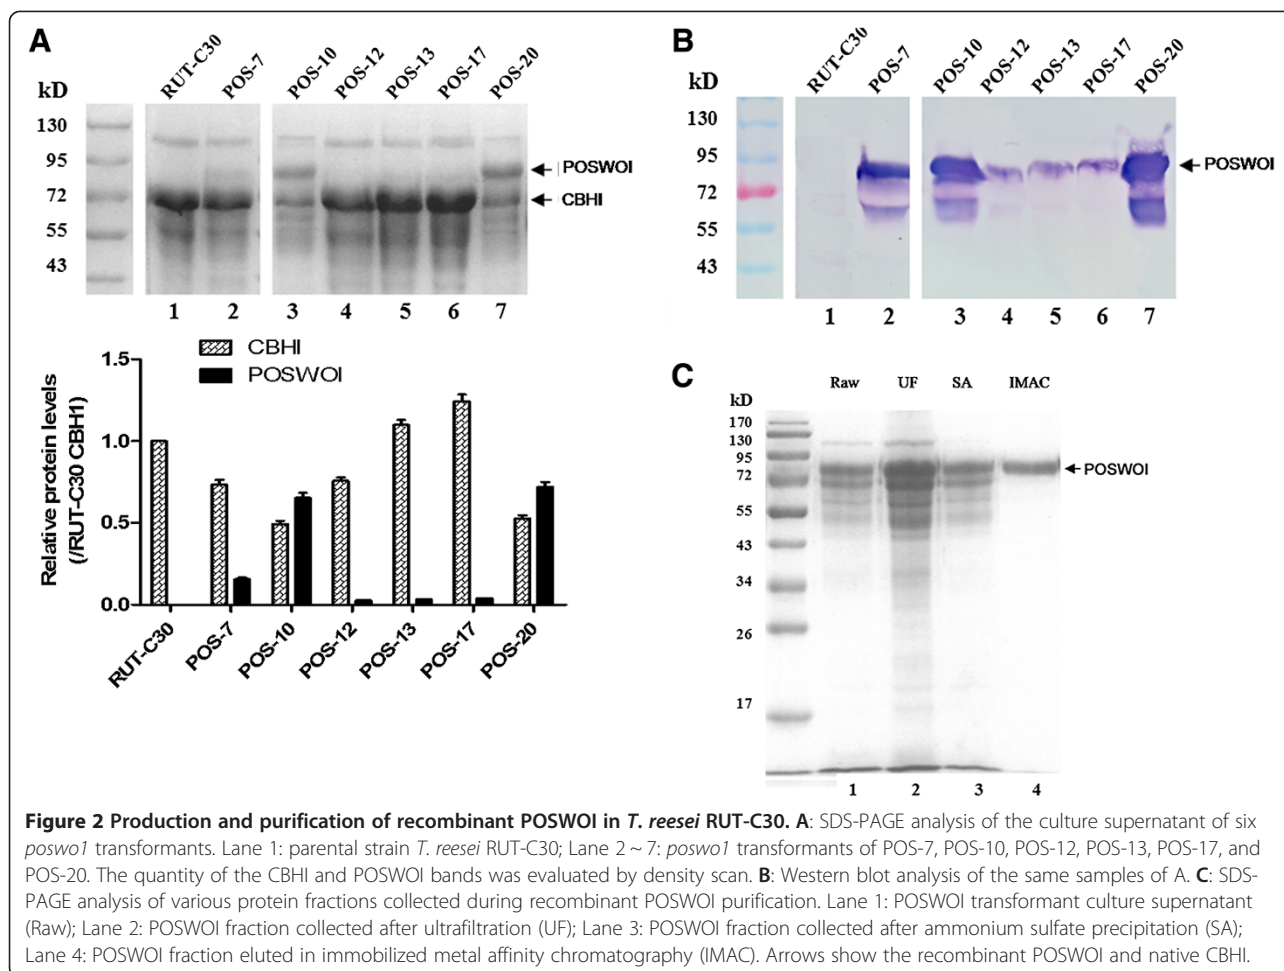 A
RUT-C30 POS-7 POS-10 POS-12 POS-13 POS-17 POS-20
kD
130
95
72
55
43
POSWOI
CBHI
1 2 3 4 5 6 7
CBHI
POSWOI
Relative protein levels
(/RUT-C30 CBH1)
1.5
1.0
0.5
0.0
RUT-C30 POS-7 POS-10 POS-12 POS-13 POS-17 POS-20
B
RUT-C30 POS-7 POS-10 POS-12 POS-13 POS-17 POS-20
kD
130
95
72
55
43
POSWOI
1 2 3 4 5 6 7
C
Raw UF SA IMAC
kD
170
130
95
72
55
43
34
26
17
POSWOI
1 2 3 4
Figure 2 Production and purification of recombinant POSWOI in T. reesei RUT-C30. A: SDS-PAGE analysis of the culture supernatant of six
poswo1 transformants. Lane 1: parental strain T. reesei RUT-C30; Lane 2 ~ 7: poswo1 transformants of POS-7, POS-10, POS-12, POS-13, POS-17, and
POS-20. The quantity of the CBHI and POSWOI bands was evaluated by density scan. B: Western blot analysis of the same samples of A. C: SDS-
PAGE analysis of various protein fractions collected during recombinant POSWOI purification. Lane 1: POSWOI transformant culture supernatant
(Raw); Lane 2: POSWOI fraction collected after ultrafiltration (UF); Lane 3: POSWOI fraction collected after ammonium sulfate precipitation (SA);
Lane 4: POSWOI fraction eluted in immobilized metal affinity chromatography (IMAC). Arrows show the recombinant POSWOI and native CBHI.